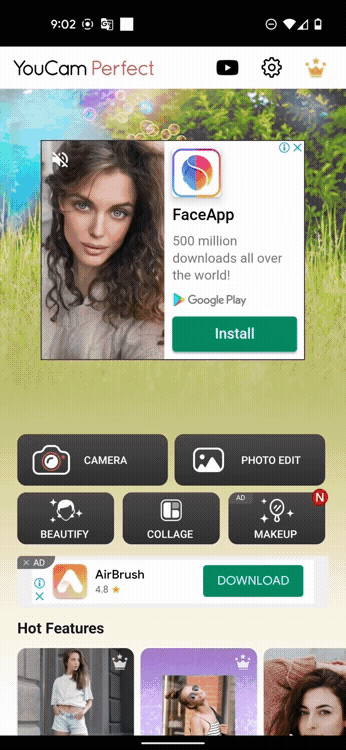 9:02
YouCam Perfect
FaceApp
500 million
downloads all over
the world!
Google Play
Install
CAMERA
PHOTO EDIT
BEAUTIFY
COLLAGE
AD
MAKEUP
N
AD
AirBrush
4.8
DOWNLOAD
Hot Features